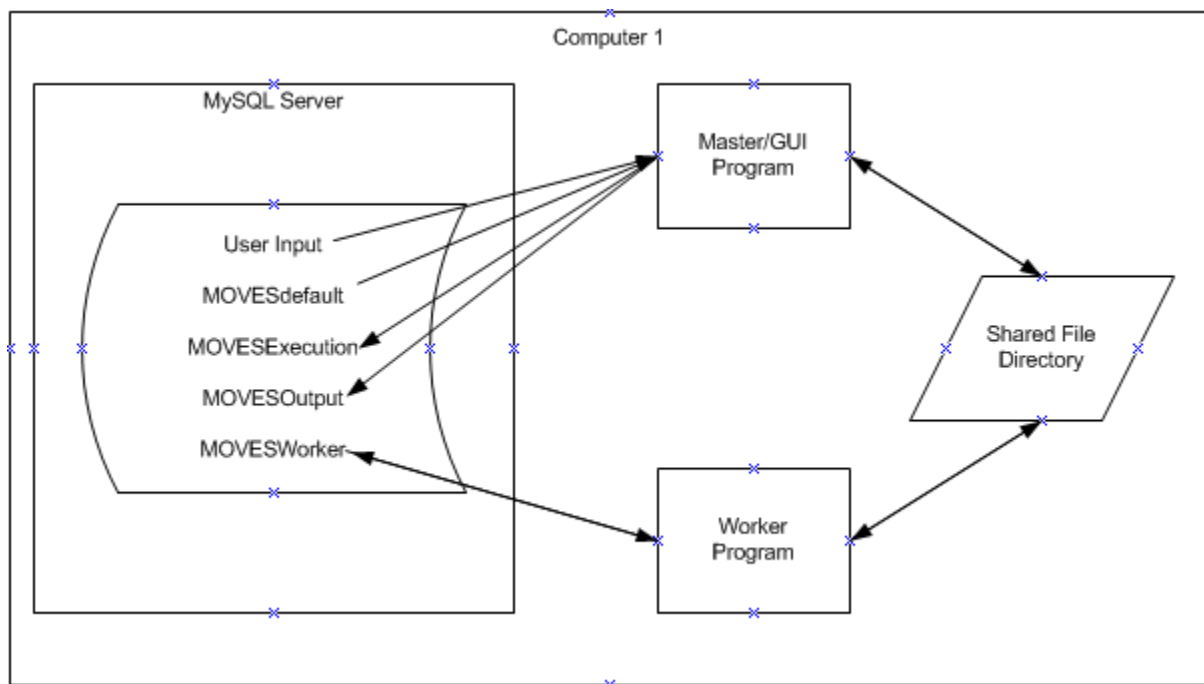 Computer 1
MySQL Server
User Input
MOVESdefault
MOVESExecution
MOVESOutput
MOVESWorker
Master/GUI
Program
Shared File
Directory
Worker
Program